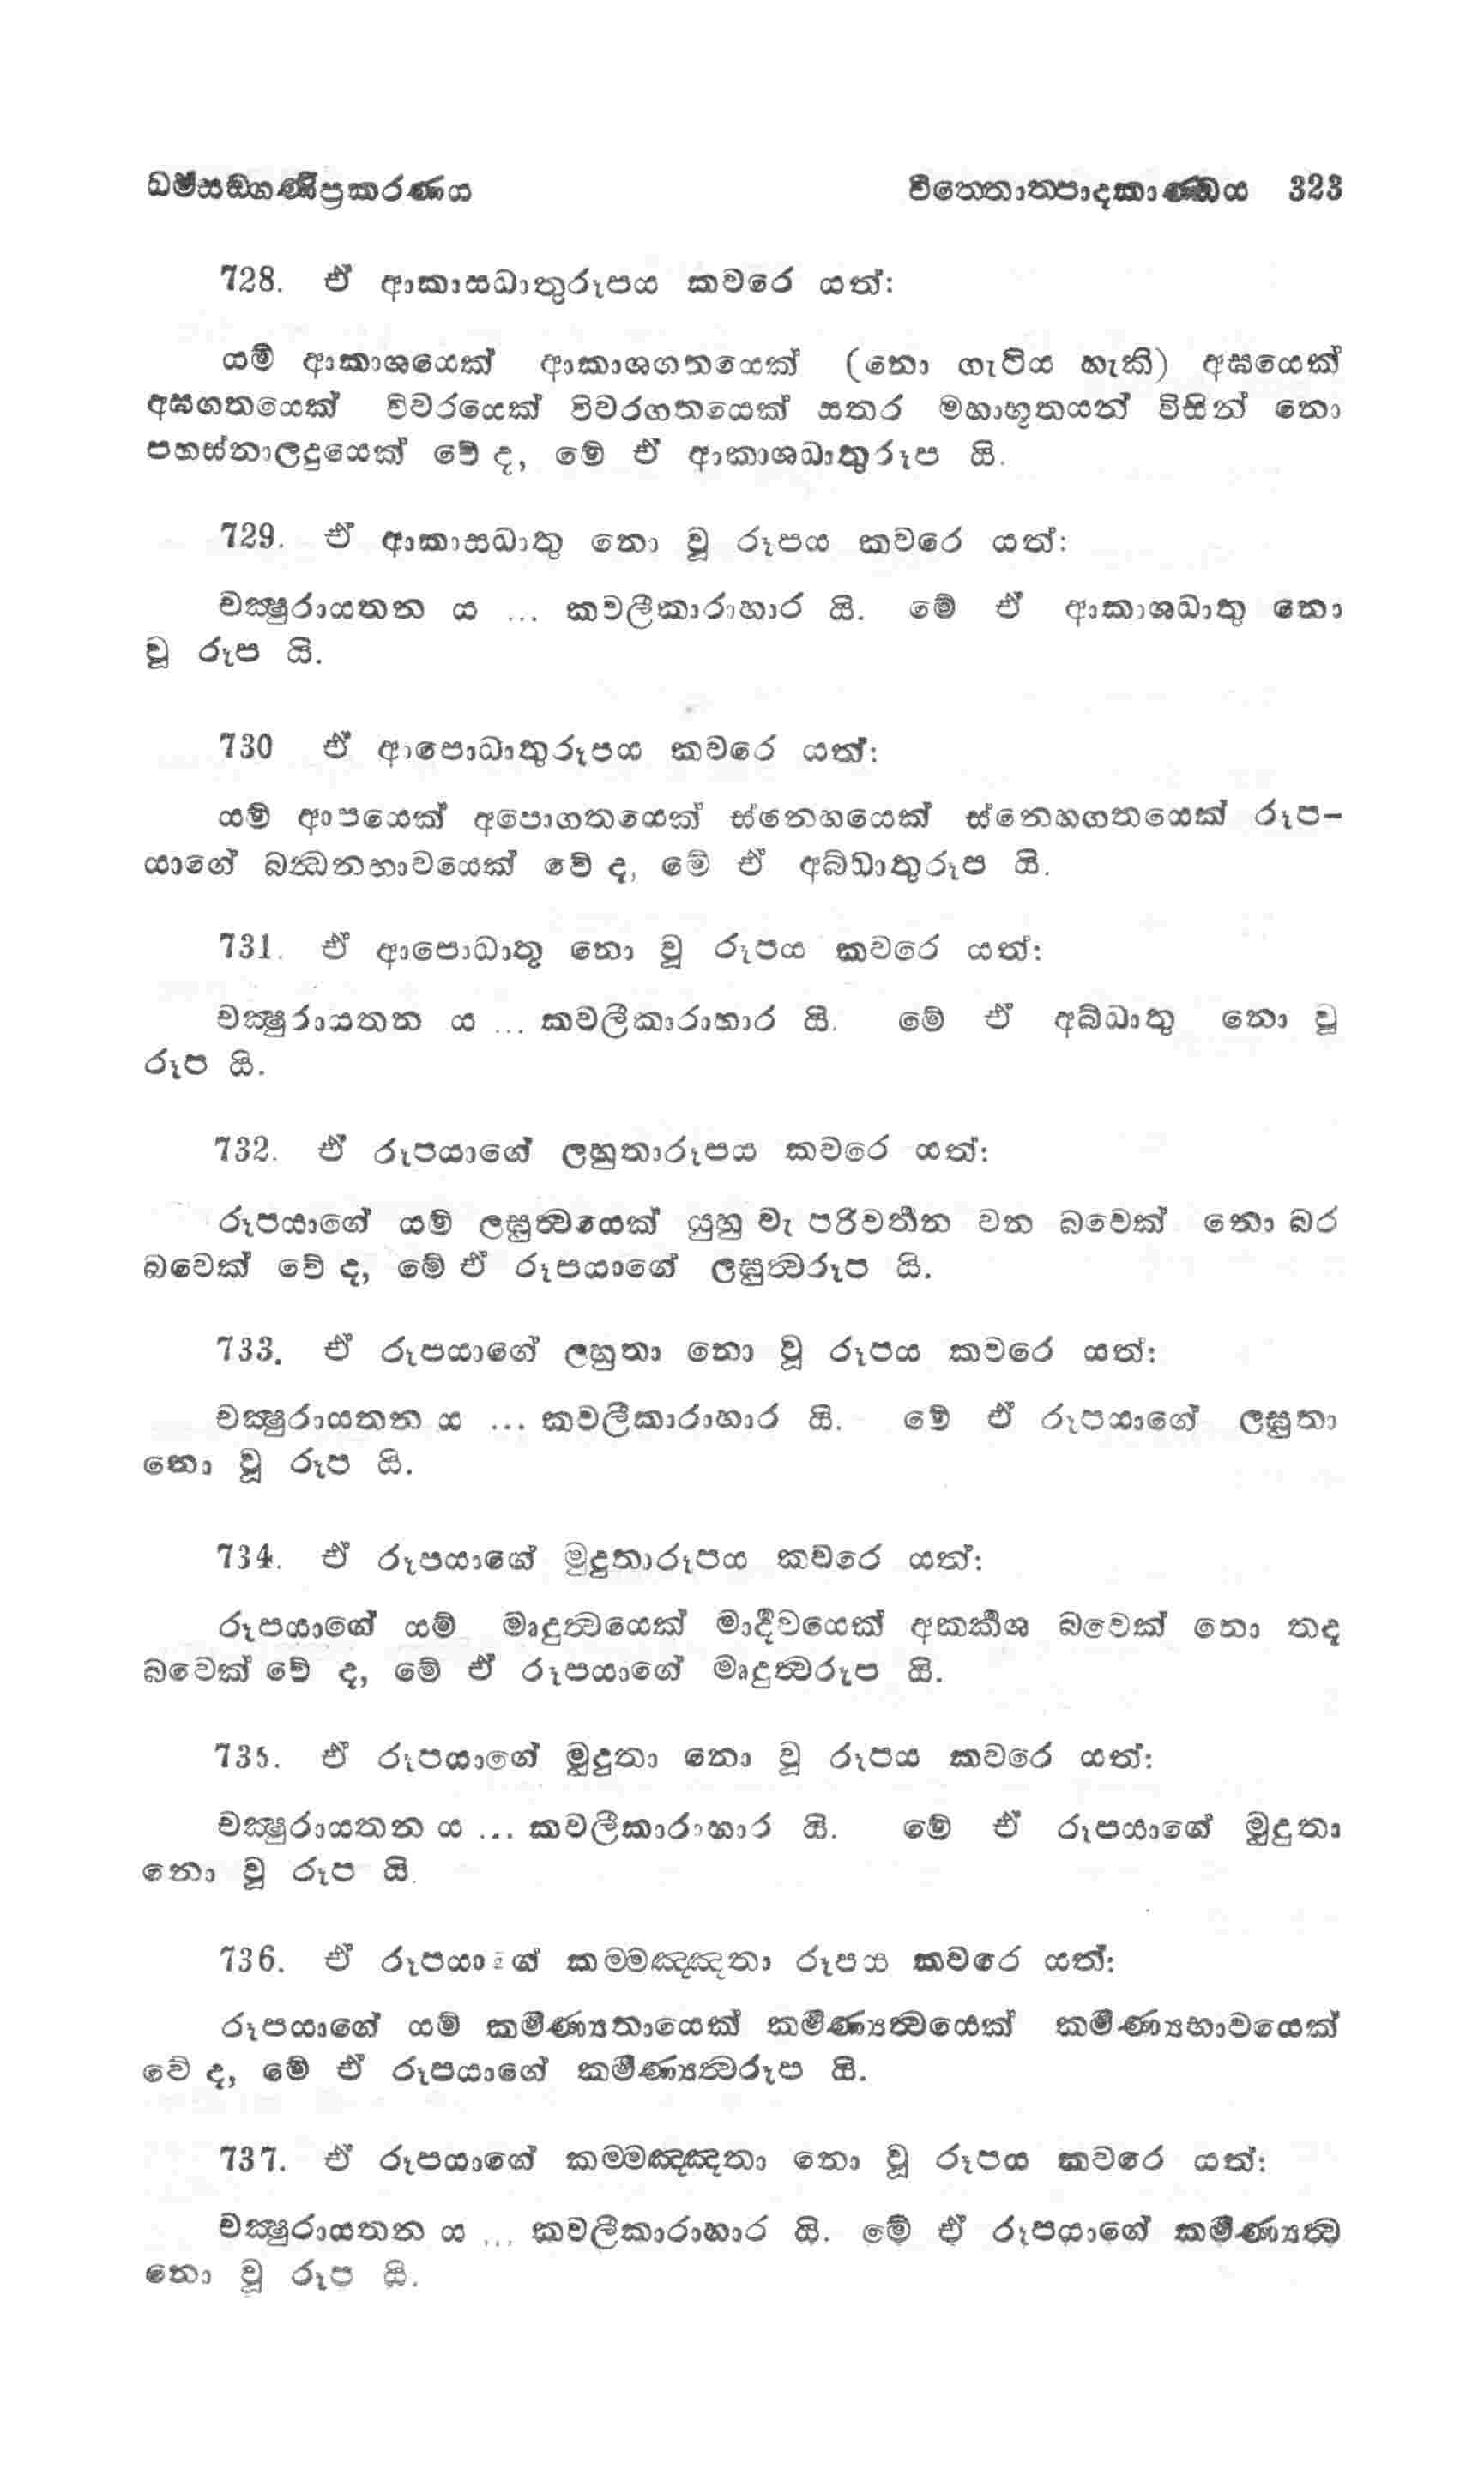 ධර්මසඞ්ගණීප්‍රකරණය චිත්තොත්පාදකාණ්ඩය 323
728. ඒ ආකාසධාතුරූපය කවරෙ යත්:
යම් ආකාශයෙක් ආකාශගතයෙක් (නො ගැටිය හැකි) අඝයෙක්
අඝගතයෙක් විවරයෙක් විවරගතයෙක් සතර මහාභූතයන් විසින් නො
පහස්නාලදුයෙක් වේ ද, මේ ඒ ආකාශධාතුරූප යි.
729. ඒ ආකාසධාතු නො වූ රූපය කවරෙ යත්:
චක්‍ෂුරායතන ය ... කවලීකාරාහාර යි. මේ ඒ ආකාශධාතු නො
වූ රූප යි.
730 ඒ ආපොධාතුරූපය කවරෙ යත්:
යම් ආපයෙක් අපොගතයෙක් ස්නෙහයෙක් ස්නෙහගතයෙක් රූප-
යාගේ බන්‍ධනභාවයෙක් වේ ද, මේ ඒ අබ්ධාතුරූප යි.
731. ඒ ආපොධාතු නො වූ රූපය කවරෙ යත්:
චක්‍ෂුරායතන ය ... කවලීකාරාහාර යි. මේ ඒ අබ්ධාතු නො වූ
රූප යි.
732. ඒ රූපයාගේ ලහුතාරූපය කවරෙ යත්:
රූපයාගේ යම් ලඝුත්‍වයෙක් යුහු වැ පරිවර්තන වන බවෙක් නො බර
බවෙක් වේ ද, මේ ඒ රූපයාගේ ලඝුත්‍වරූප යි.
733. ඒ රූපයාගේ ලහුතා නො වූ රූපය කවරෙ යත්:
චක්‍ෂුරායතන ය ... කවලීකාරාහාර යි. මේ ඒ රූපයාගේ ලඝුතා
නො වූ රූප යි.
734. ඒ රූපයාගේ මුදුතාරූපය කවරෙ යත්:
රූපයාගේ යම් මෘදුත්‍වයෙක් මාර්දවයෙක් අකර්කශ බවෙක් නො තද
බවෙක් වේ ද, මේ ඒ රූපයාගේ මෘදුත්‍වරූප යි.
735. ඒ රූපයාගේ මුදුතා නො වූ රූපය කවරෙ යත්:
චක්‍ෂුරායතන ය ... කවලීකාරාහාර යි. මේ ඒ රූපයාගේ මුදුතා
නො වූ රූප යි.
736. ඒ රූපයාගේ කම්මඤ්ඤතා රූපය කවරෙ යත්:
රූපයාගේ යම් කර්මණ්‍යතායෙක් කර්මණ්‍යත්‍වයෙක් කර්මණ්‍යභාවයෙක්
වේ ද, මේ ඒ රූපයාගේ කර්මණ්‍යත්‍වරූප යි.
737. ඒ රූපයාගේ කම්මඤ්ඤතා නො වූ රූපය කවරෙ යත්:
චක්‍ෂුරායතන ය ... කවලීකාරාහාර යි. මේ ඒ රූපයාගේ කර්මණ්‍යත්‍ව
නො වූ රූප යි.